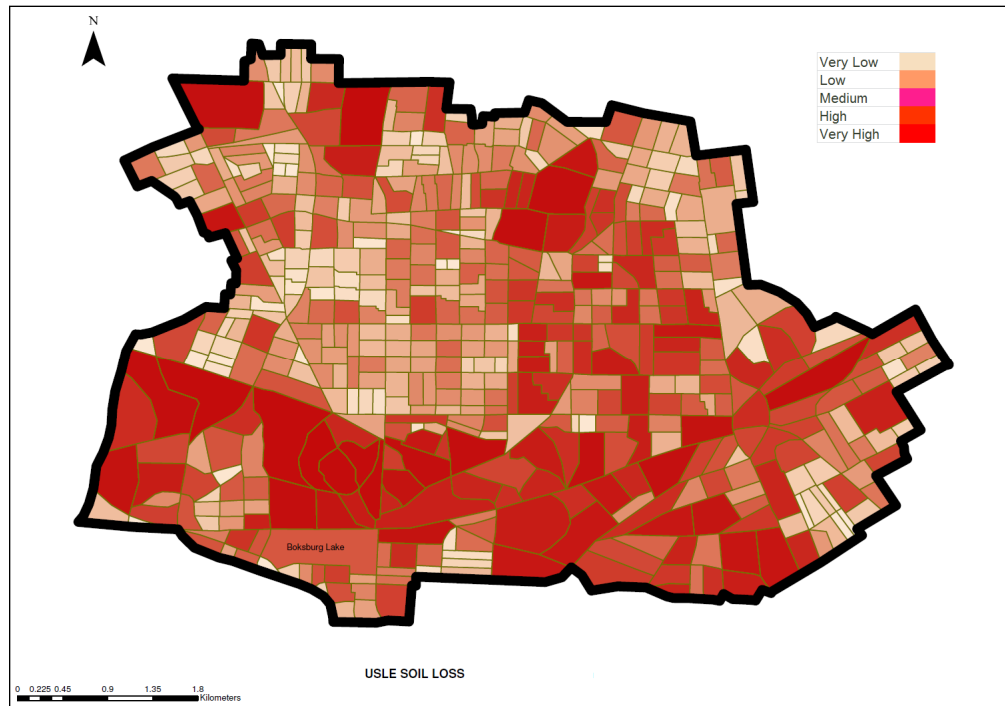 N
Very Low
Low
Medium
High
Very High
Boksburg Lake
USLE SOIL LOSS
0 0.225 0.45 0.9 1.35 1.8
Kilometers